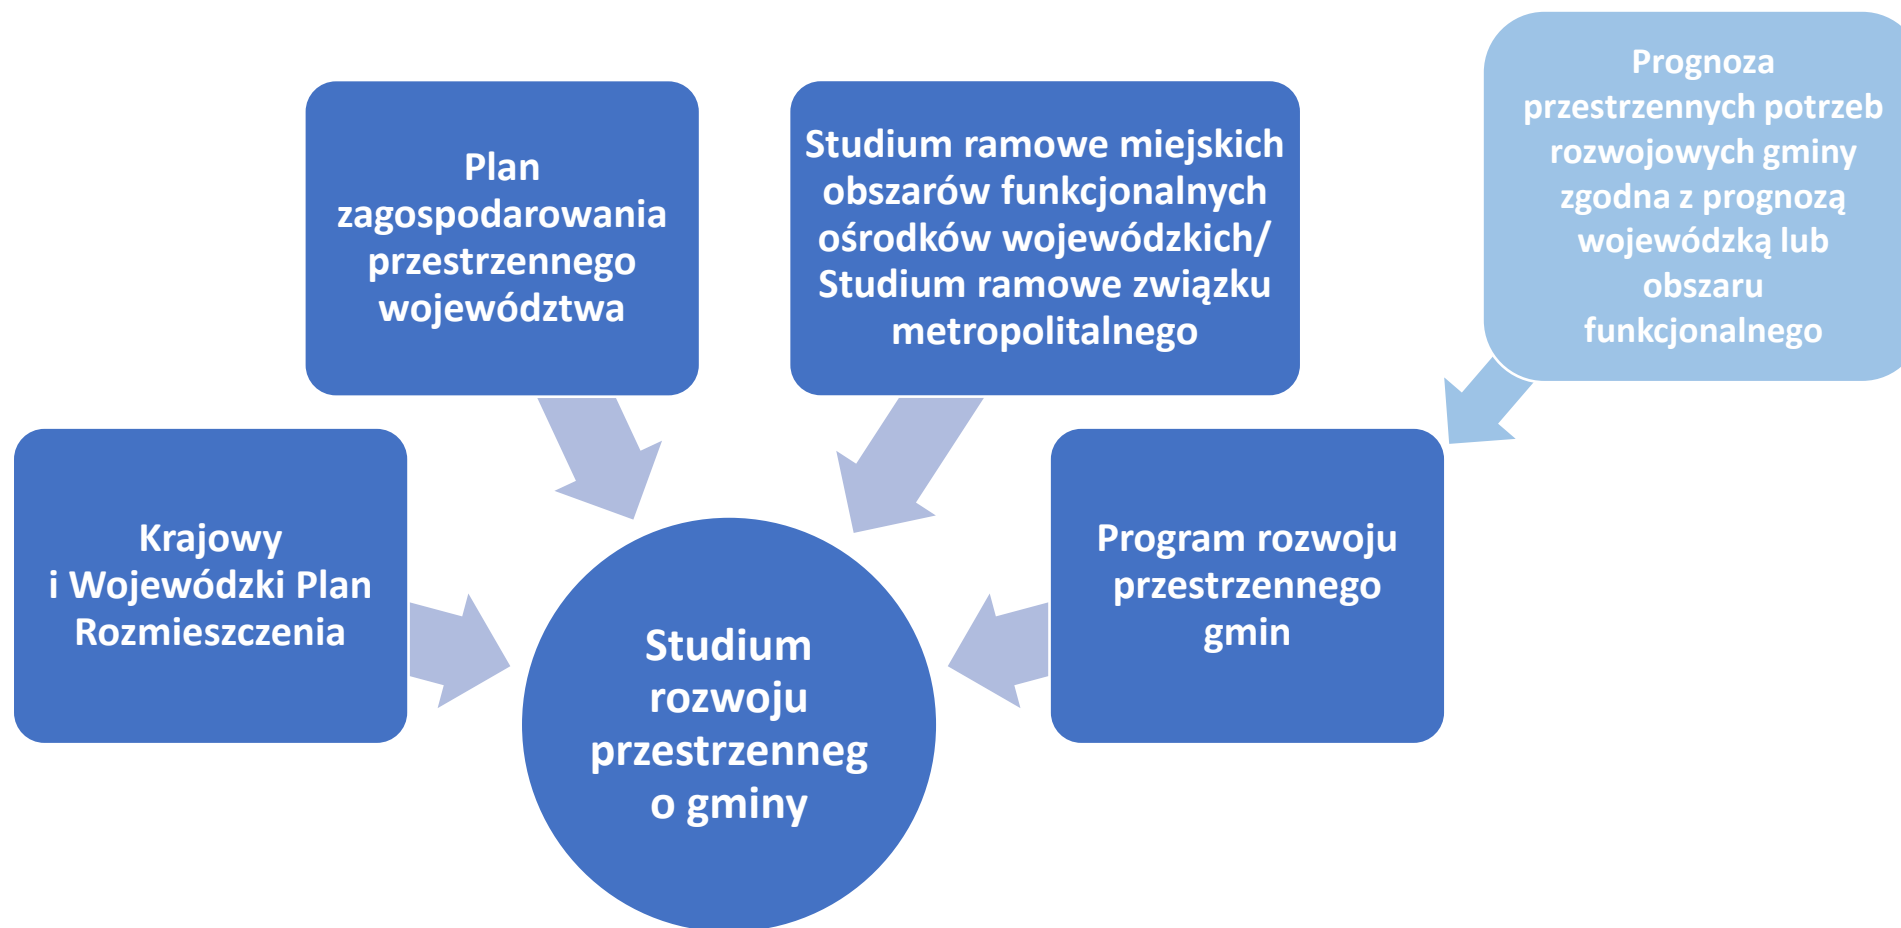 Plan
zagospodarowania
przestrzennego
województwa
Studium ramowe miejskich
obszarów funkcjonalnych
ośrodków wojewódzkich/
Studium ramowe związku
metropolitalnego
Prognoza
przestrzennych potrzeb
rozwojowych gminy
zgodna z prognozą
wojewódzką lub
obszaru
funkcjonalnego
Krajowy
i Wojewódzki Plan
Rozmieszczenia
Studium
rozwoju
przestrzenneg
o gminy
Program rozwoju
przestrzennego
gmin